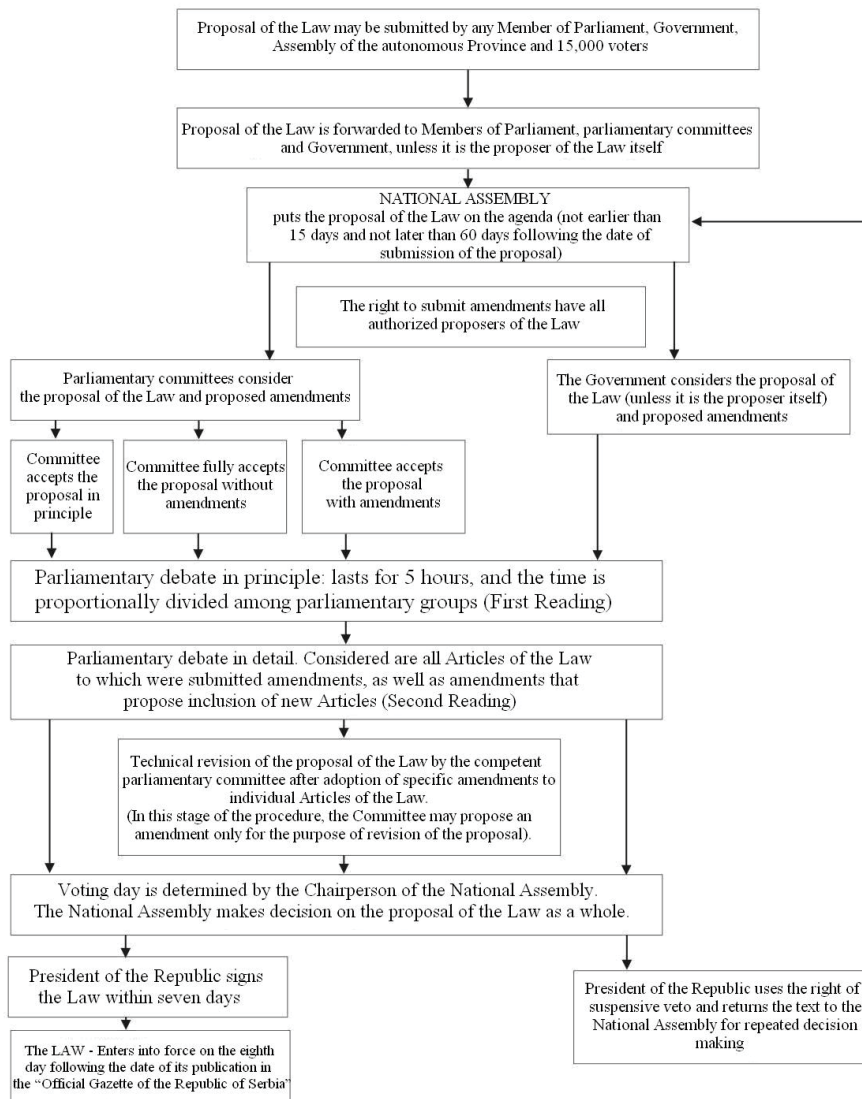 Proposal of the Law may be submitted by any Member of Parliament, Government,
Assembly of the autonomous Province and 15,000 voters
Proposal of the Law is forwarded to Members of Parliament, parliamentary committees
and Government, unless it is the proposer of the Law itself
NATIONAL ASSEMBLY
puts the proposal of the Law on the agenda (not earlier than
15 days and not later than 60 days following the date of
submission of the proposal)
The right to submit amendments have all
authorized proposers of the Law
Parliamentary committees consider
the proposal of the Law and proposed amendments
The Government considers the proposal of
the Law (unless it is the proposer itself)
and proposed amendments
Committee
accepts the
proposal in
principle
Committee fully accepts
the proposal without
amendments
Committee accepts
the proposal
with amendments
Parliamentary debate in principle: lasts for 5 hours, and the time is
proportionally divided among parliamentary groups (First Reading)
Parliamentary debate in detail. Considered are all Articles of the Law
to which were submitted amendments, as well as amendments that
propose inclusion of new Articles (Second Reading)
Technical revision of the proposal of the Law by the competent
parliamentary committee after adoption of specific amendments to
individual Articles of the Law.
(In this stage of the procedure, the Committee may propose an
amendment only for the purpose of revision of the proposal).
Voting day is determined by the Chairperson of the National Assembly.
The National Assembly makes decision on the proposal of the Law as a whole.
President of the Republic signs
the Law within seven days
President of the Republic uses the right of
suspensive veto and returns the text to the
National Assembly for repeated decision
making
The LAW - Enters into force on the eighth
day following the date of its publication in
the “Official Gazette of the Republic of Serbia”